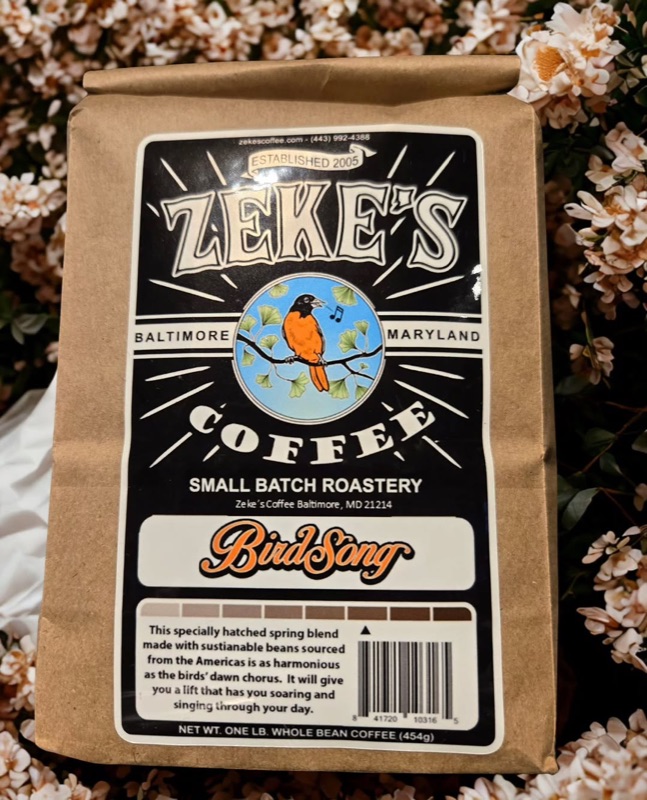 zekescoffee.com - (443) 992-4388
ESTABLISHED 2005
ZEKE'S
BALTIMORE MARYLAND
COFFEE
SMALL BATCH ROASTERY
Zeke's Coffee Baltimore, MD 21214
BirdSong
This specially hatched spring blend
made with sustianable beans sourced
from the Americas is as harmonious
as the birds' dawn chorus. It will give
you a lift that has you soaring and
singing through your day.
8 41720 10316 5
NET WT. ONE LB. WHOLE BEAN COFFEE (454g)